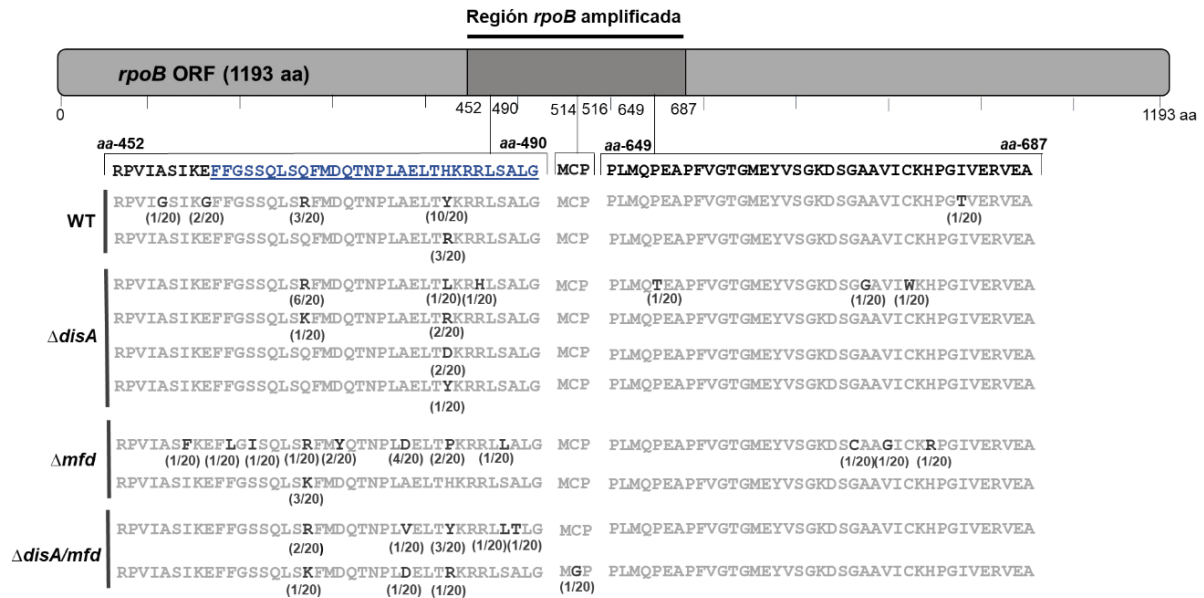 Región rpoB amplificada
rpoB ORF (1193 aa)
0 452 490 514 516 649 687 1193 aa
aa-452 aa-490 aa-649 aa-687
RPVIASIKEFFGSSQLSQFMDQTNPLAELTHKRRLSALG MCP PLMQPEAPFVGTGMEYVSGKDSGAAVICKHPGIVERVEA
WT
RPVIGSIKGFFGSSQLSRFMDQTNPLAELTYKRRLSALG MCP PLMQPEAPFVGTGMEYVSGKDSGAAVICKHPGTVERVEA
(1/20) (2/20) (3/20) (10/20) (1/20)
RPVIASIKEFFGSSQLSQFMDQTNPLAELTRKRRLSALG MCP PLMQPEAPFVGTGMEYVSGKDSGAAVICKHPGIVERVEA
(3/20)
ΔdisA
RPVIASIKEFFGSSQLSRFMDQTNPLAELTLKRHLSALG MCP PLMQTEAPFVGTGMEYVSGKDSGGAVIWKHPGIVERVEA
(6/20) (1/20) (1/20) (1/20) (1/20) (1/20)
RPVIASIKEFFGSSQLSKFMDQTNPLAELTRKRRLSALG MCP PLMQPEAPFVGTGMEYVSGKDSGAAVICKHPGIVERVEA
(1/20) (2/20)
RPVIASIKEFFGSSQLSQFMDQTNPLAELTDKRRLSALG MCP PLMQPEAPFVGTGMEYVSGKDSGAAVICKHPGIVERVEA
(2/20)
RPVIASIKEFFGSSQLSQFMDQTNPLAELTYKRRLSALG MCP PLMQPEAPFVGTGMEYVSGKDSGAAVICKHPGIVERVEA
(1/20)
Δmfd
RPVIASFKEFLGISQLSRFMYQTNPLDELTPKRRLLALG MCP PLMQPEAPFVGTGMEYVSGKDSCAAGICKRPGIVERVEA
(1/20) (1/20) (1/20) (1/20) (2/20) (4/20) (2/20) (1/20) (1/20) (1/20) (1/20)
RPVIASIKEFFGSSQLSKFMDQTNPLAELTHKRRLSALG MCP PLMQPEAPFVGTGMEYVSGKDSGAAVICKHPGIVERVEA
(3/20)
ΔdisA/mfd
RPVIASIKEFFGSSQLSRFMDQTNPLVELTYKRRLLTLG MCP PLMQPEAPFVGTGMEYVSGKDSGAAVICKHPGIVERVEA
(2/20) (1/20) (3/20) (1/20) (1/20)
RPVIASIKEFFGSSQLSKFMDQTNPLDELTRKRRLSALG MGP PLMQPEAPFVGTGMEYVSGKDSGAAVICKHPGIVERVEA
(1/20) (1/20) (1/20) (1/20)